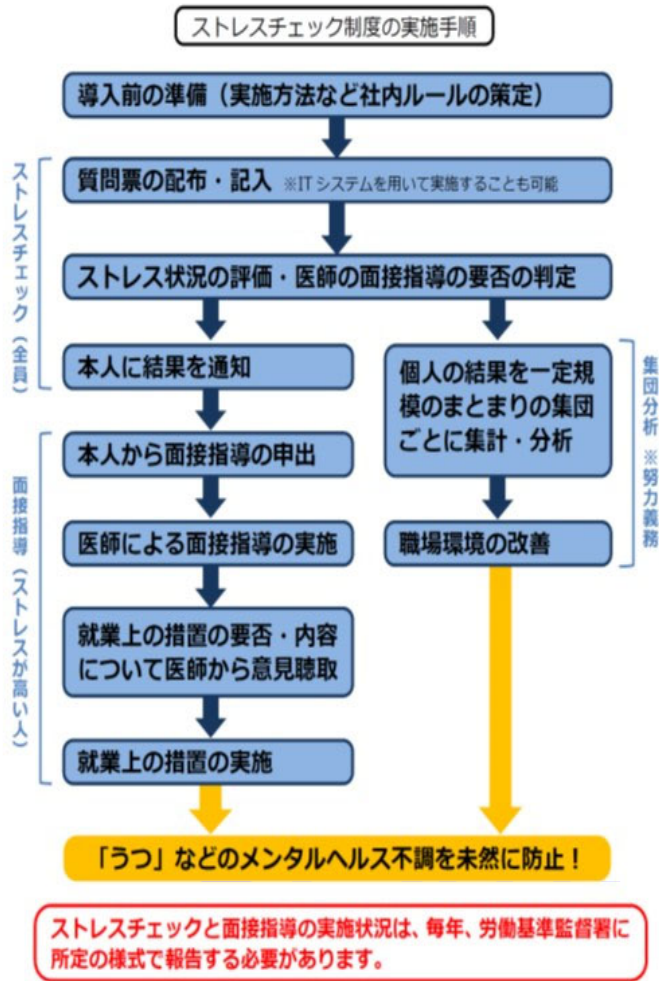 ストレスチェック制度の実施手順
導入前の準備（実施方法など社内ルールの策定）
ストレスチェック（全員）
質問票の配布・記入 ※ITシステムを用いて実施することも可能
ストレス状況の評価・医師の面接指導の要否の判定
本人に結果を通知
面接指導（ストレスが高い人）
本人から面接指導の申出
医師による面接指導の実施
就業上の措置の要否・内容
について医師から意見聴取
就業上の措置の実施
個人の結果を一定規
模のまとまりの集団
ごとに集計・分析
職場環境の改善
集団分析 ※努力義務
「うつ」などのメンタルヘルス不調を未然に防止！
ストレスチェックと面接指導の実施状況は、毎年、労働基準監督署に
所定の様式で報告する必要があります。